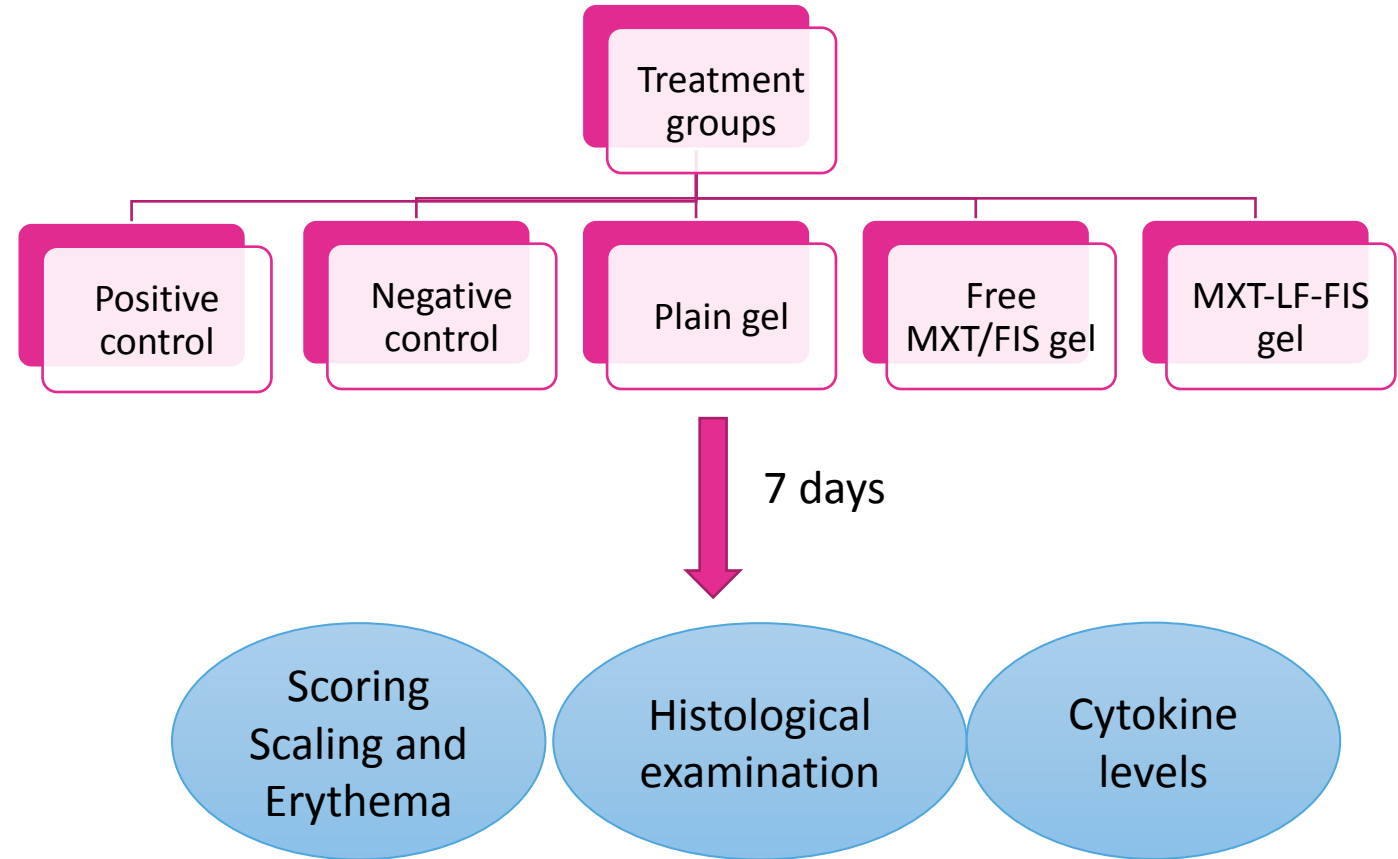 Treatment
groups
Positive
control
Negative
control
Plain gel
Free
MXT/FIS gel
MXT-LF-FIS
gel
7 days
Scoring
Scaling and
Erythema
Histological
examination
Cytokine
levels